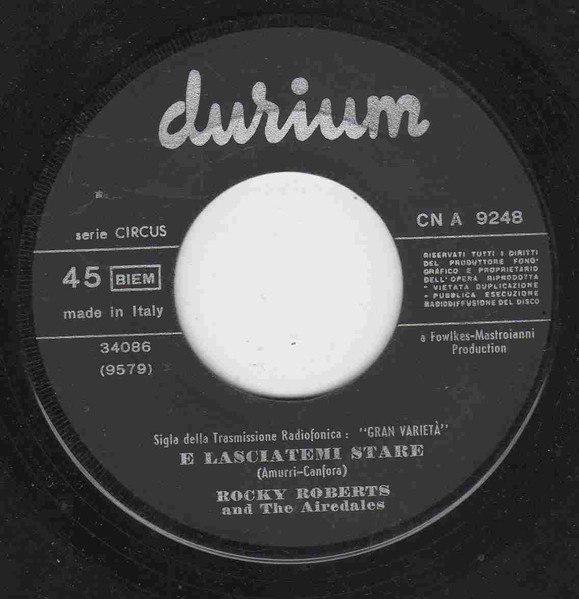 durium
serie CIRCUS
CN A 9248
45 BIEM
made in Italy
RISERVATI TUTTI I DIRITTI
DEL PRODUTTORE FONO-
GRAFICO E PROPRIETARIO
DELL'OPERA RIPRODOTTA
- VIETATA DUPLICAZIONE
- PUBBLICA ESECUZIONE
RADIODIFFUSIONE DEL DISCO
34086
(9579)
a Fowlkes-Mastroianni
Production
Sigla della Trasmissione Radiofonica : "GRAN VARIETÀ"
E LASCIATEMI STARE
(Amurri-Canfora)
ROCKY ROBERTS
and The Airedales